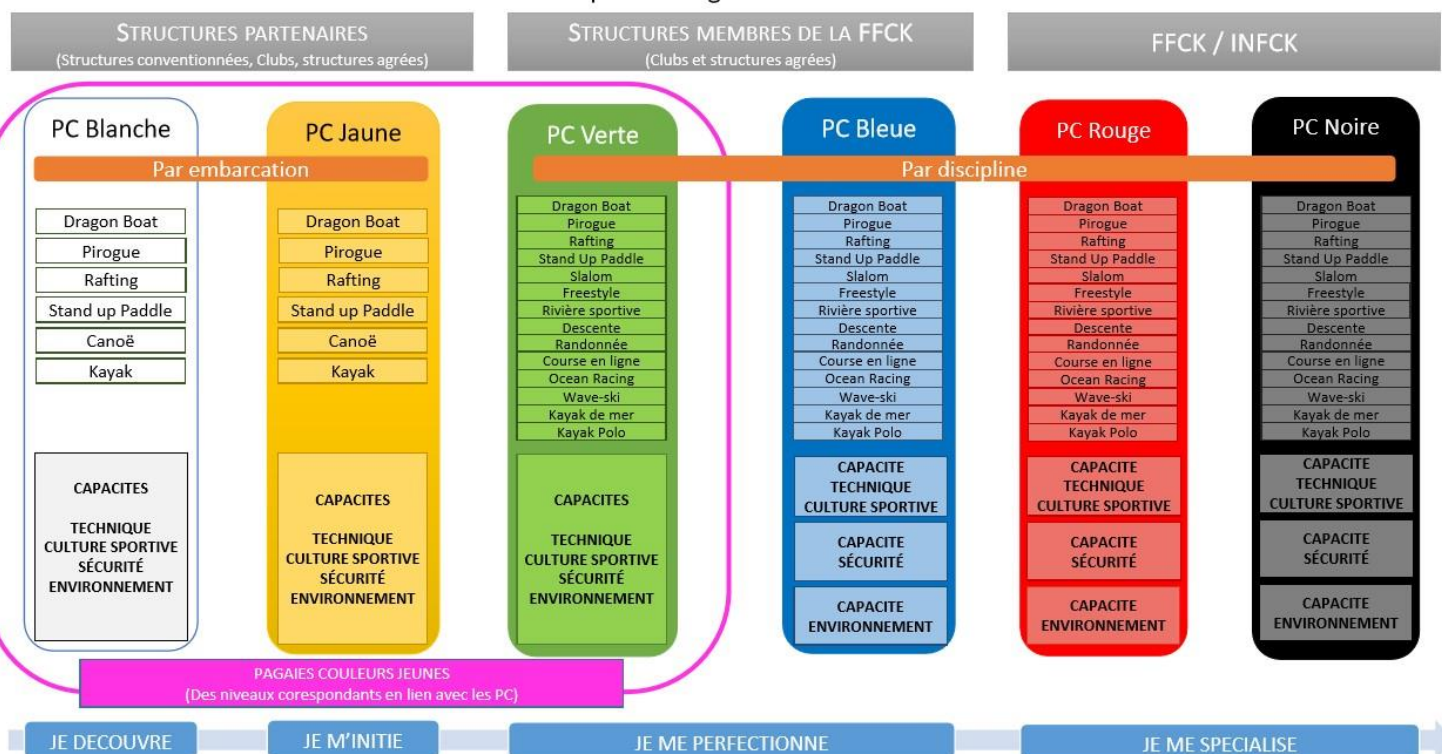 STRUCTURES PARTENAIRES
(Structures conventionnées, Clubs, structures agrées)
STRUCTURES MEMBRES DE LA FFCK
(Clubs et structures agrées)
FFCK / INFCK
PC Blanche
PC Jaune
PC Verte
PC Bleue
PC Rouge
PC Noire
Par embarcation
Par discipline
Dragon Boat
Pirogue
Rafting
Stand up Paddle
Canoë
Kayak
CAPACITES
TECHNIQUE
CULTURE SPORTIVE
SÉCURITÉ
ENVIRONNEMENT
Dragon Boat
Pirogue
Rafting
Stand up Paddle
Canoë
Kayak
CAPACITES
TECHNIQUE
CULTURE SPORTIVE
SÉCURITÉ
ENVIRONNEMENT
Dragon Boat
Pirogue
Rafting
Stand Up Paddle
Slalom
Freestyle
Rivière sportive
Descente
Randonnée
Course en ligne
Ocean Racing
Wave-ski
Kayak de mer
Kayak Polo
CAPACITES
TECHNIQUE
CULTURE SPORTIVE
SÉCURITÉ
ENVIRONNEMENT
Dragon Boat
Pirogue
Rafting
Stand Up Paddle
Slalom
Freestyle
Rivière sportive
Descente
Randonnée
Course en ligne
Ocean Racing
Wave-ski
Kayak de mer
Kayak Polo
CAPACITE
TECHNIQUE
CULTURE SPORTIVE
CAPACITE
SÉCURITÉ
CAPACITE
ENVIRONNEMENT
Dragon Boat
Pirogue
Rafting
Stand Up Paddle
Slalom
Freestyle
Rivière sportive
Descente
Randonnée
Course en ligne
Ocean Racing
Wave-ski
Kayak de mer
Kayak Polo
CAPACITE
TECHNIQUE
CULTURE SPORTIVE
CAPACITE
SÉCURITÉ
CAPACITE
ENVIRONNEMENT
Dragon Boat
Pirogue
Rafting
Stand Up Paddle
Slalom
Freestyle
Rivière sportive
Descente
Randonnée
Course en ligne
Ocean Racing
Wave-ski
Kayak de mer
Kayak Polo
CAPACITE
TECHNIQUE
CULTURE SPORTIVE
CAPACITE
SÉCURITÉ
CAPACITE
ENVIRONNEMENT
PAGAIES COULEURS JEUNES
(Des niveaux corespondants en lien avec les PC)
JE DECOUVRE
JE M'INITIE
JE ME PERFECTIONNE
JE ME SPECIALISE